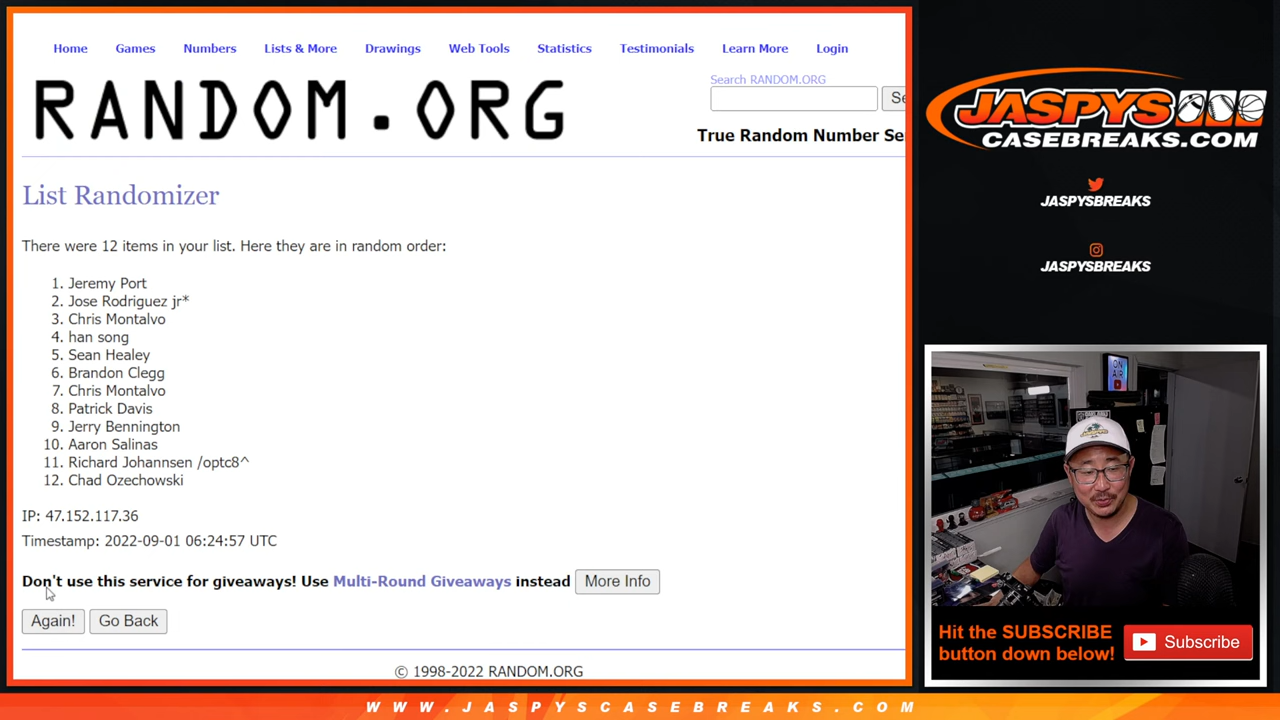 Home Games Numbers Lists & More Drawings Web Tools Statistics Testimonials Learn More Login
Search RANDOM.ORG
RANDOM.ORG
Se
True Random Number Se
List Randomizer
There were 12 items in your list. Here they are in random order:
1. Jeremy Port
2. Jose Rodriguez jr*
3. Chris Montalvo
4. han song
5. Sean Healey
6. Brandon Clegg
7. Chris Montalvo
8. Patrick Davis
9. Jerry Bennington
10. Aaron Salinas
11. Richard Johannsen /optc8^
12. Chad Ozechowski
IP: 47.152.117.36
Timestamp: 2022-09-01 06:24:57 UTC
Don't use this service for giveaways! Use Multi-Round Giveaways instead More Info
Again! Go Back
© 1998-2022 RANDOM.ORG
JASPYS
CASEBREAKS.COM
JASPYSBREAKS
JASPYSBREAKS
ON
AIR
Hit the SUBSCRIBE
button down below!
Subscribe
WWW.JASPYSCASEBREAKS.COM